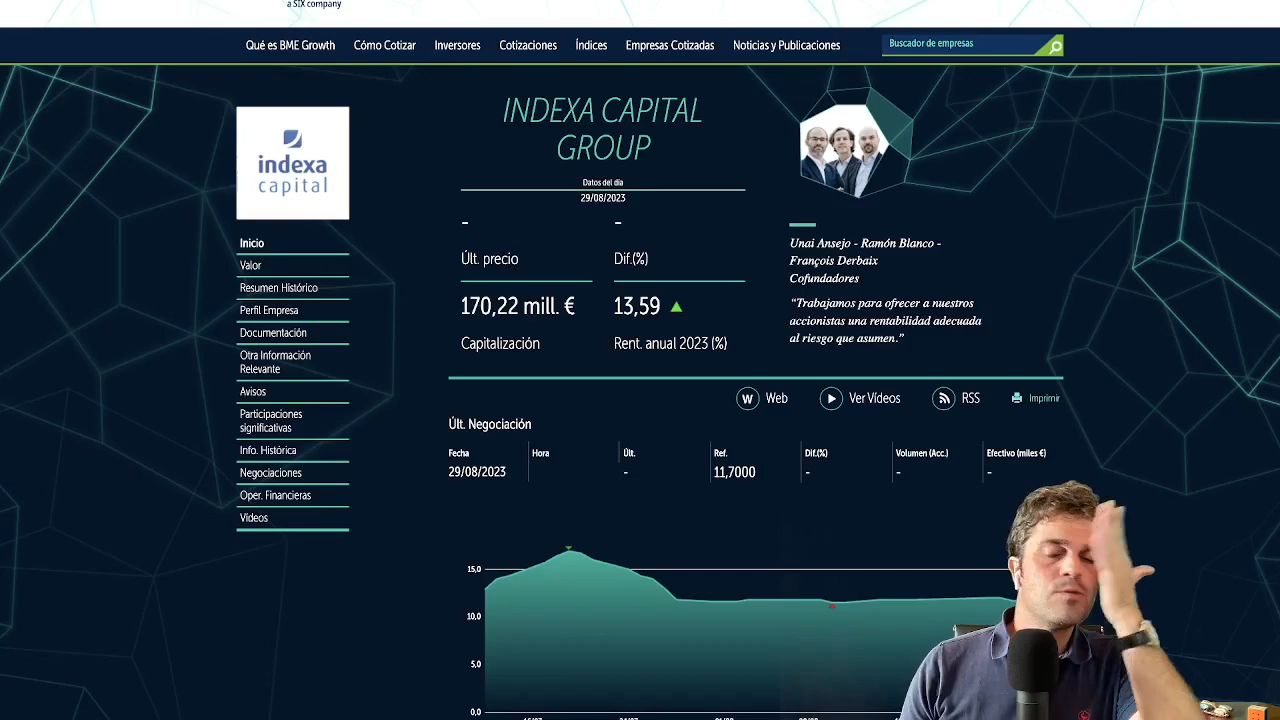 a SIX company
Qué es BME Growth
Cómo Cotizar
Inversores
Cotizaciones
Índices
Empresas Cotizadas
Noticias y Publicaciones
Buscador de empresas
indexa
capital
INDEXA CAPITAL
GROUP
Datos del día
29/08/2023
-
-
Últ. precio
Dif.(%)
170,22 mill. €
13,59
Capitalización
Rent. anual 2023 (%)
Unai Ansejo - Ramón Blanco -
François Derbaix
Cofundadores
“Trabajamos para ofrecer a nuestros
accionistas una rentabilidad adecuada
al riesgo que asumen.”
Inicio
Valor
Resumen Histórico
Perfil Empresa
Documentación
Otra Información
Relevante
Avisos
Participaciones
significativas
Info. Histórica
Negociaciones
Oper. Financieras
Vídeos
W Web
Ver Vídeos
RSS
Imprimir
Últ. Negociación
Fecha
Hora
Últ.
Ref.
Dif.(%)
Volumen (Acc.)
Efectivo (miles €)
29/08/2023
-
11,7000
-
-
-
15,0
10,0
5,0
0,0